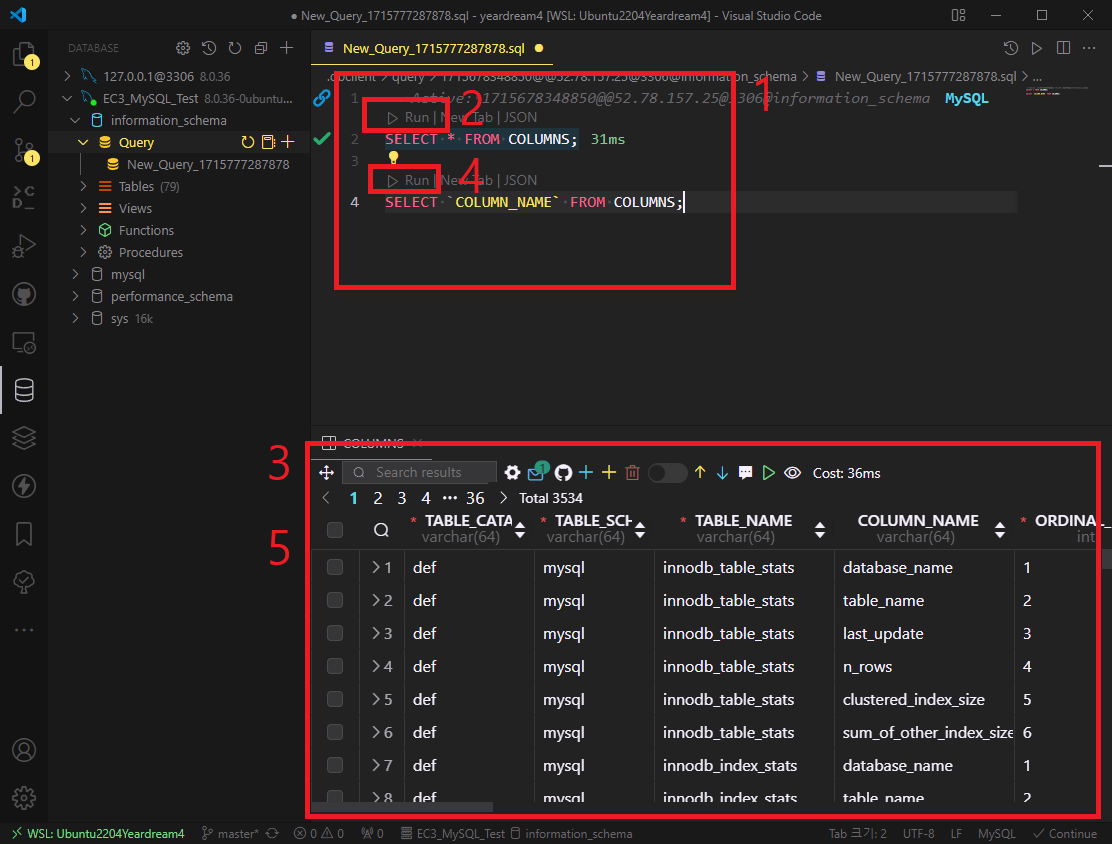 ● New_Query_1715777287878.sql - yeardream4 [WSL: Ubuntu2204Yeardream4] - Visual Studio Code
DATABASE
127.0.0.1@3306 8.0.36
EC3_MySQL_Test 8.0.36-0ubuntu...
information_schema
Query
New_Query_1715777287878
Tables (79)
Views
Functions
Procedures
mysql
performance_schema
sys 16k
1
1
New_Query_1715777287878.sql ●
.dbclient > query > 1715678348850@@52.78.157.25@3306@information_schema > New_Query_1715777287878.sql > ...
1
1 Active: 1715678348850@@52.78.157.25@3306@information_schema MySQL
2
Run | New Tab | JSON
2 SELECT * FROM COLUMNS; 31ms
3
4
Run | New Tab | JSON
4 SELECT `COLUMN_NAME` FROM COLUMNS;
3
5
COLUMNS
Search results 1 Cost: 36ms
1 2 3 4 ••• 36 Total 3534
* TABLE_CATA * TABLE_SCH * TABLE_NAME COLUMN_NAME * ORDINAL_
varchar(64) varchar(64) varchar(64) varchar(64) int
1 def mysql innodb_table_stats database_name 1
2 def mysql innodb_table_stats table_name 2
3 def mysql innodb_table_stats last_update 3
4 def mysql innodb_table_stats n_rows 4
5 def mysql innodb_table_stats clustered_index_size 5
6 def mysql innodb_table_stats sum_of_other_index_size 6
7 def mysql innodb_index_stats database_name 1
8 def mysql innodb_index_stats table_name 2
WSL: Ubuntu2204Yeardream4 master* 0 0 0 EC3_MySQL_Test information_schema Tab 크기: 2 UTF-8 LF MySQL Continue